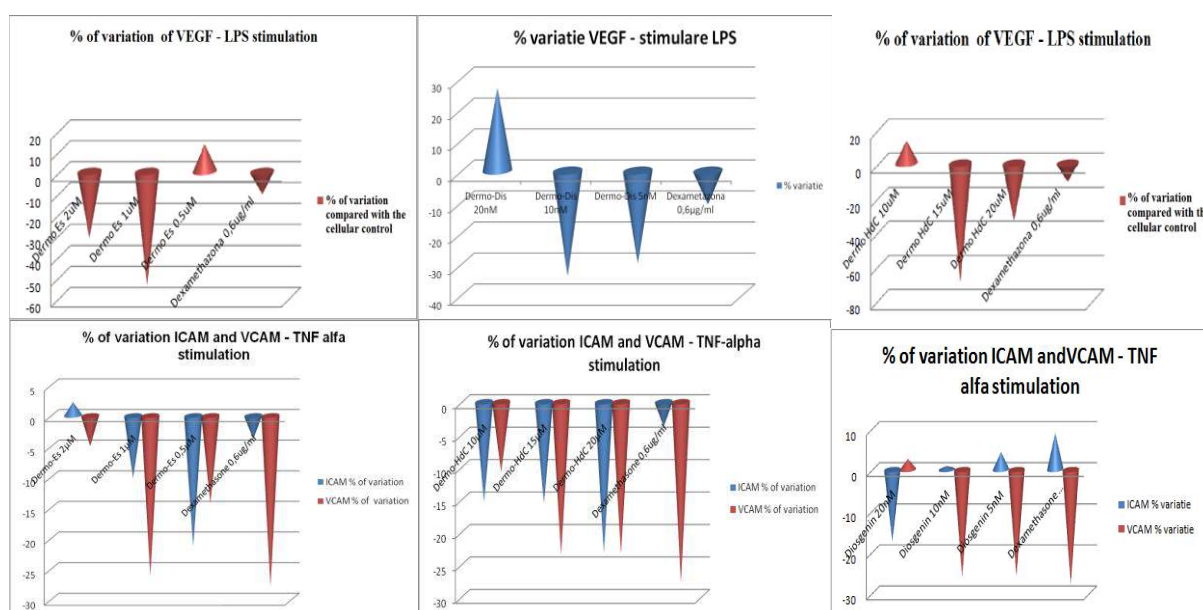 % of variation of VEGF - LPS stimulation
20
10
0
-10
-20
-30
-40
-50
-60
Dermo Es 2uM
Dermo Es 1uM
Dermo Es 0.5uM
Dexamethazona 0,6ug/ml
% of variation
compared with the
cellular control
% variatie VEGF - stimulare LPS
30
20
10
0
-10
-20
-30
-40
Dermo-Dis
20nM
Dermo-Dis
10nM
Dermo-Dis 5nM
Dexametazona
0,6µg/ml
% variatie
% of variation of VEGF - LPS stimulation
20
0
-20
-40
-60
-80
Dermo HdC 10uM
Dermo HdC 15uM
Dermo HdC 20uM
Dexamethazona 0,6ug/ml
% of variation
compared with the
cellular control
% of variation ICAM and VCAM - TNF alfa
stimulation
5
0
-5
-10
-15
-20
-25
-30
Dermo-Es 2µM
Dermo-Es 1µM
Dermo-Es 0,5µM
Dexamethasone 0,6ug/ml
ICAM % of variation
VCAM % of variation
% of variation ICAM and VCAM - TNF-alpha
stimulation
0
-5
-10
-15
-20
-25
-30
Dermo-HdC 10µM
Dermo-HdC 15µM
Dermo-HdC 20µM
Dexamethasone 0,6ug/ml
ICAM % of variation
VCAM % of variation
% of variation ICAM andVCAM - TNF
alfa stimulation
10
0
-10
-20
-30
Diosgenin 20nM
Diosgenin 10nM
Diosgenin 5nM
Dexamethasone...
ICAM % variatie
VCAM % variatie